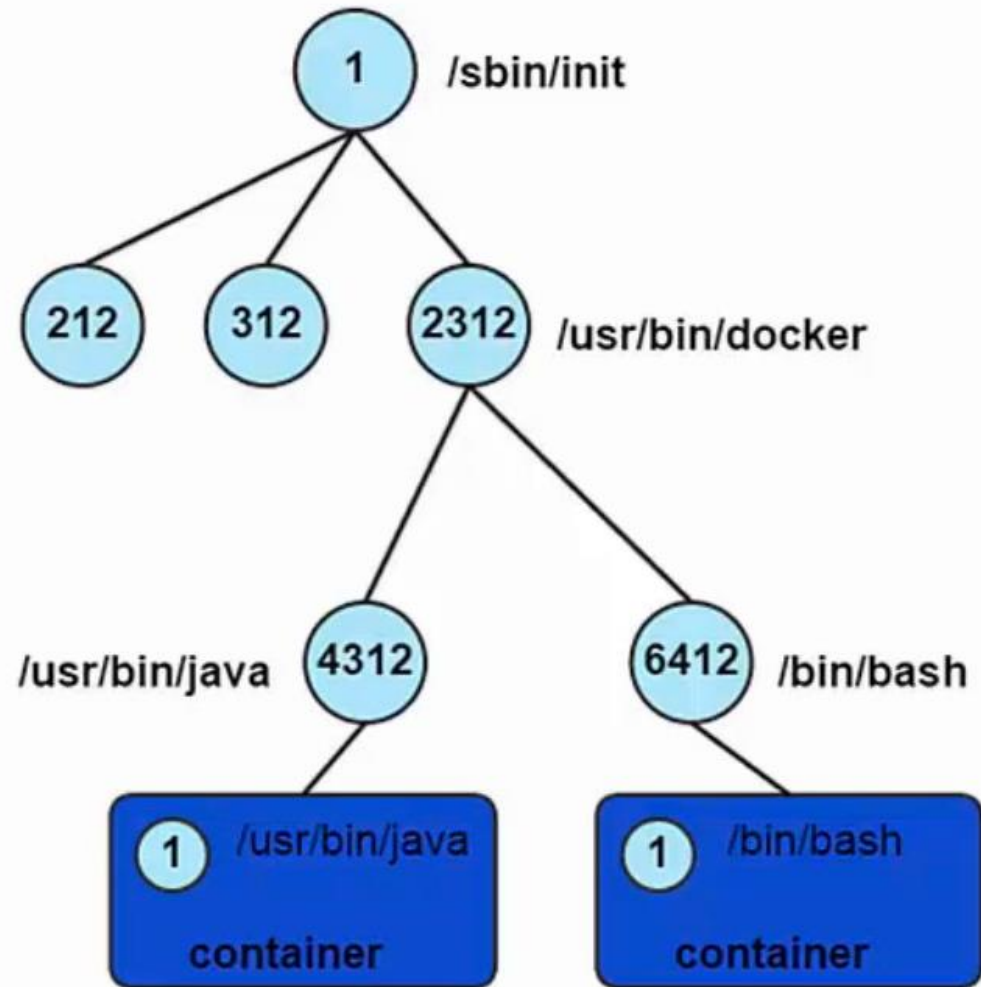 1 /sbin/init
212 312 2312 /usr/bin/docker
/usr/bin/java 4312 6412 /bin/bash
1 /usr/bin/java 1 /bin/bash
container container